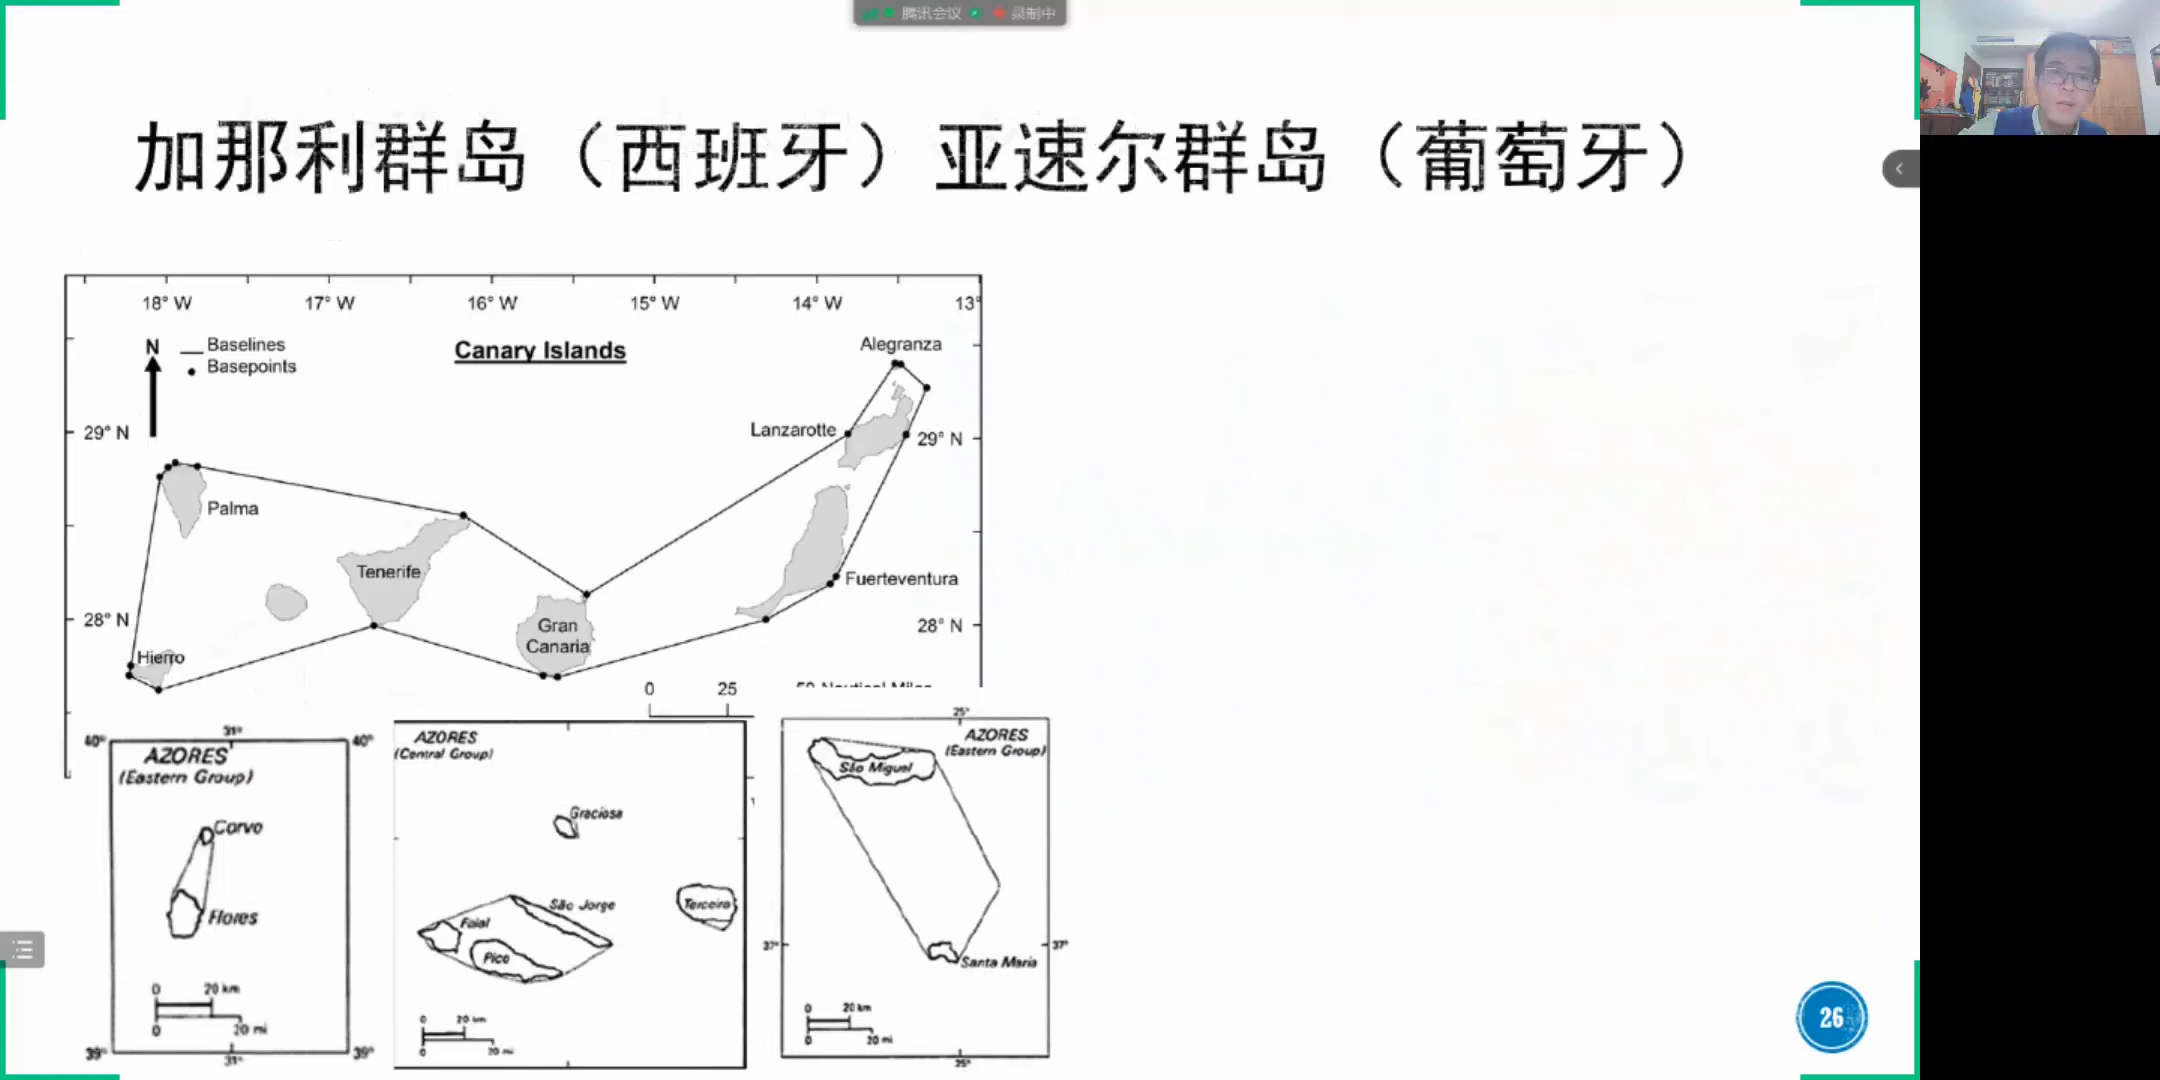 腾讯会议 录制中
加那利群岛（西班牙）亚速尔群岛（葡萄牙）
18° W 17° W 16° W 15° W 14° W 13°
N
Baselines
Basepoints
Canary Islands
Alegranza
Lanzarotte
29° N
29° N
Palma
Tenerife
Fuerteventura
28° N
28° N
Gran
Canaria
Hierro
0 25 50 Nautical Miles
31°
40° 40°
AZORES
(Eastern Group)
Corvo
Flores
0 20 km
0 20 mi
39° 39°
31°
AZORES
(Central Group)
Graciosa
São Jorge
Terceira
Faial
Pico
0 20 km
0 20 mi
25°
AZORES
(Eastern Group)
São Miguel
37° 37°
Santa Maria
0 20 km
0 20 mi
25°
26